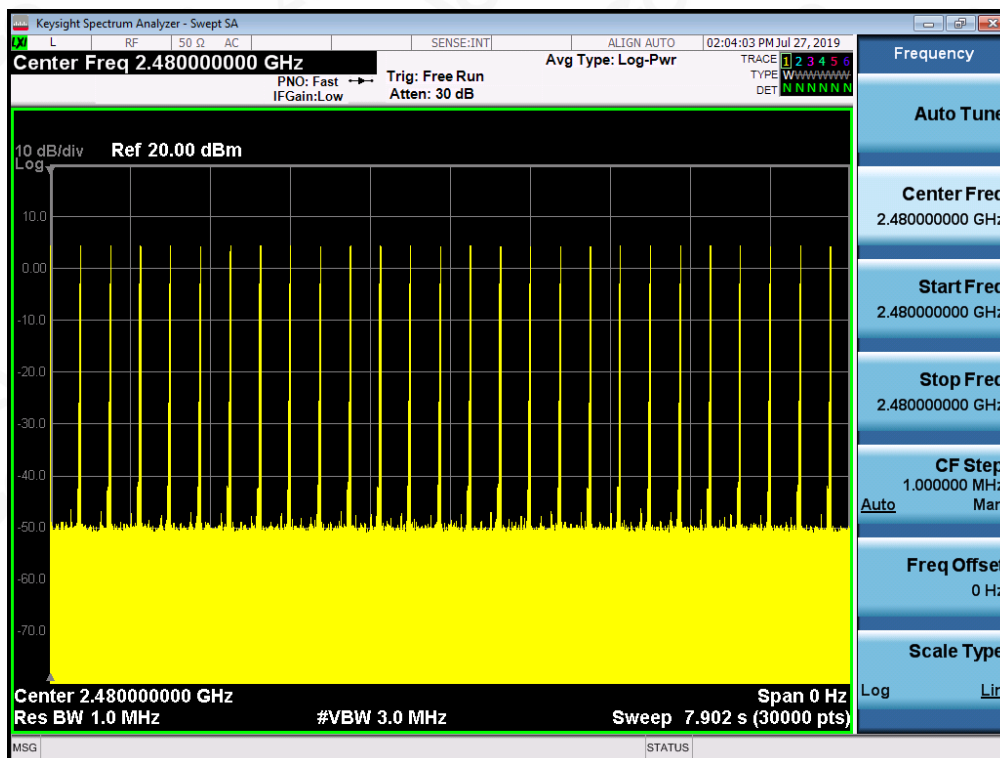 Keysight Spectrum Analyzer - Swept SA
LXI L RF 50 Ω AC SENSE:INT ALIGN AUTO 02:04:03 PM Jul 27, 2019
Center Freq 2.480000000 GHz
PNO: Fast
IFGain:Low
Trig: Free Run
Atten: 30 dB
Avg Type: Log-Pwr
TRACE 1 2 3 4 5 6
TYPE WWWWWW
DET N N N N N N
10 dB/div
Log
Ref 20.00 dBm
10.0
0.00
-10.0
-20.0
-30.0
-40.0
-50.0
-60.0
-70.0
Center 2.480000000 GHz
Span 0 Hz
Res BW 1.0 MHz
#VBW 3.0 MHz
Sweep 7.902 s (30000 pts)
MSG
STATUS
Frequency
Auto Tune
Center Freq
2.480000000 GHz
Start Freq
2.480000000 GHz
Stop Freq
2.480000000 GHz
CF Step
1.000000 MHz
Auto Man
Freq Offset
0 Hz
Scale Type
Log Lin